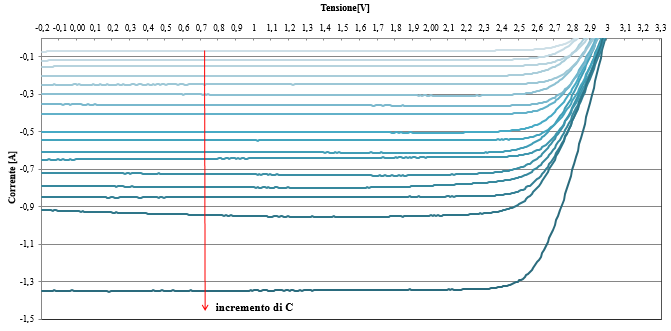 Tensione[V]
-0,2 -0,1 0,00 0,1 0,2 0,3 0,4 0,5 0,6 0,7 0,8 0,9 1 1,1 1,2 1,3 1,4 1,5 1,6 1,7 1,8 1,9 2,0 2,1 2,2 2,3 2,4 2,5 2,6 2,7 2,8 2,9 3,0 3,1 3,2 3,3
-0,1
-0,3
-0,5
-0,7
-0,9
-1,1
-1,3
-1,5
Corrente [A]
incremento di C